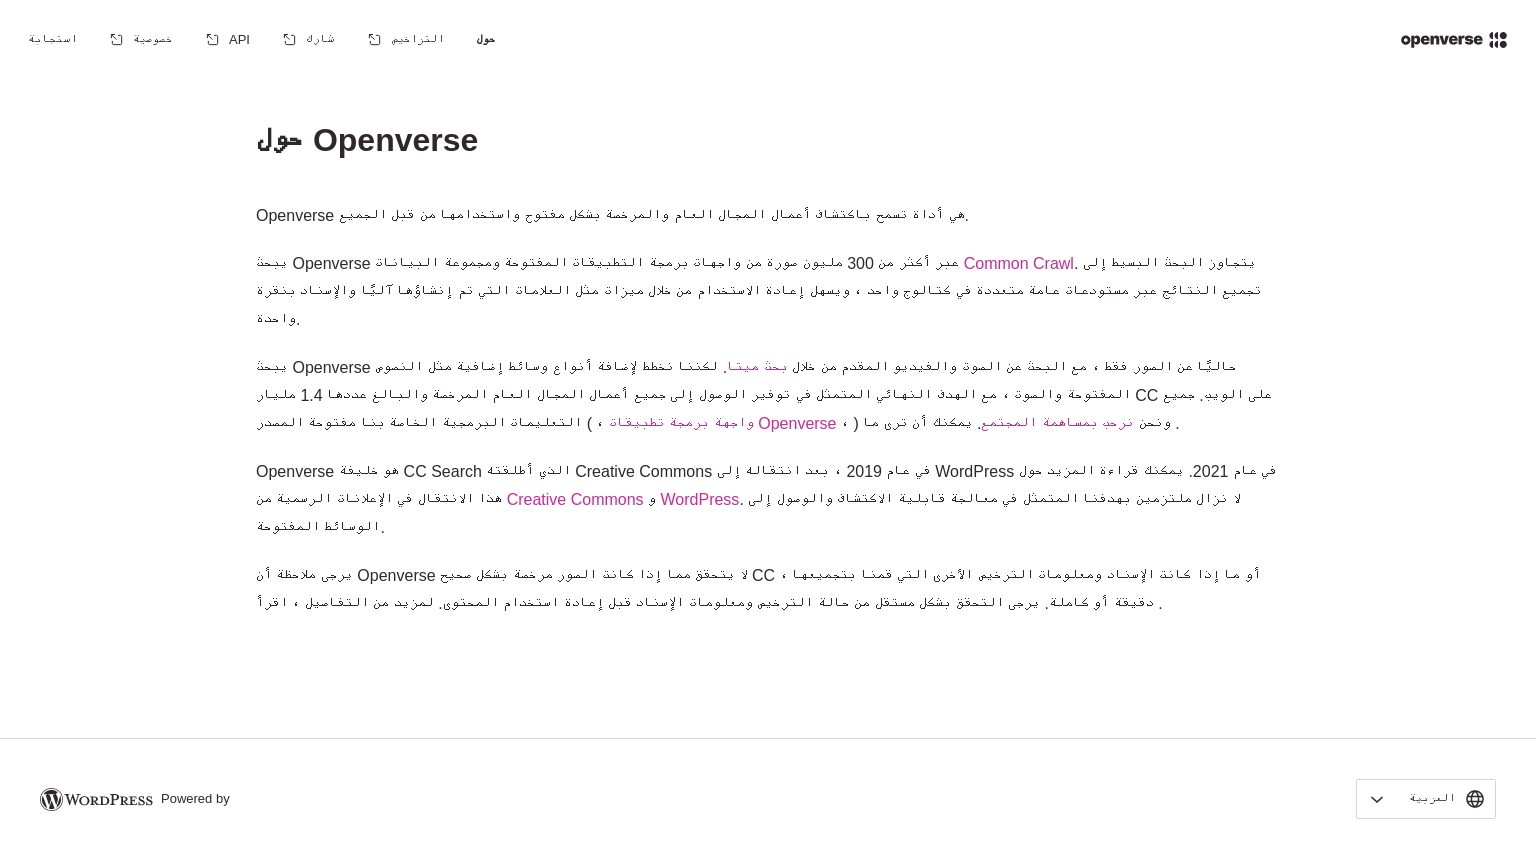 حول
التراخيص
شارك
API
خصوصية
استجابة
openverse
حول Openverse
Openverse هي أداة تسمح باكتشاف أعمال المجال العام والمرخصة بشكل مفتوح واستخدامها من قبل الجميع.
يبحث Openverse عبر أكثر من 300 مليون صورة من واجهات برمجة التطبيقات المفتوحة ومجموعة البيانات Common Crawl. يتجاوز البحث البسيط إلى
تجميع النتائج عبر مستودعات عامة متعددة في كتالوج واحد ، ويسهل إعادة الاستخدام من خلال ميزات مثل العلامات التي تم إنشاؤها آليًا والإسناد بنقرة
واحدة.
يبحث Openverse حاليًا عن الصور فقط ، مع البحث عن الصوت والفيديو المقدم من خلال بحث ميتا. لكننا نخطط لإضافة أنواع وسائط إضافية مثل النصوص
المفتوحة والصوت ، مع الهدف النهائي المتمثل في توفير الوصول إلى جميع أعمال المجال العام المرخصة والبالغ عددها 1.4 مليار CC على الويب. جميع
التعليمات البرمجية الخاصة بنا مفتوحة المصدر ( ، واجهة برمجة تطبيقات Openverse ونحن نرحب بمساهمة المجتمع. يمكنك أن ترى ما ) ، .
Openverse هو خليفة CC Search الذي أطلقته Creative Commons في عام 2019 ، بعد انتقاله إلى WordPress في عام 2021. يمكنك قراءة المزيد حول
هذا الانتقال في الإعلانات الرسمية من Creative Commons و WordPress. لا نزال ملتزمين بهدفنا المتمثل في معالجة قابلية الاكتشاف والوصول إلى
الوسائط المفتوحة.
يرجى ملاحظة أن Openverse لا يتحقق مما إذا كانت الصور مرخصة بشكل صحيح CC ، أو ما إذا كانت الإسناد ومعلومات الترخيص الأخرى التي قمنا بتجميعها
دقيقة أو كاملة. يرجى التحقق بشكل مستقل من حالة الترخيص ومعلومات الإسناد قبل إعادة استخدام المحتوى. لمزيد من التفاصيل ، اقرأ .
Powered by
WORDPRESS
العربية